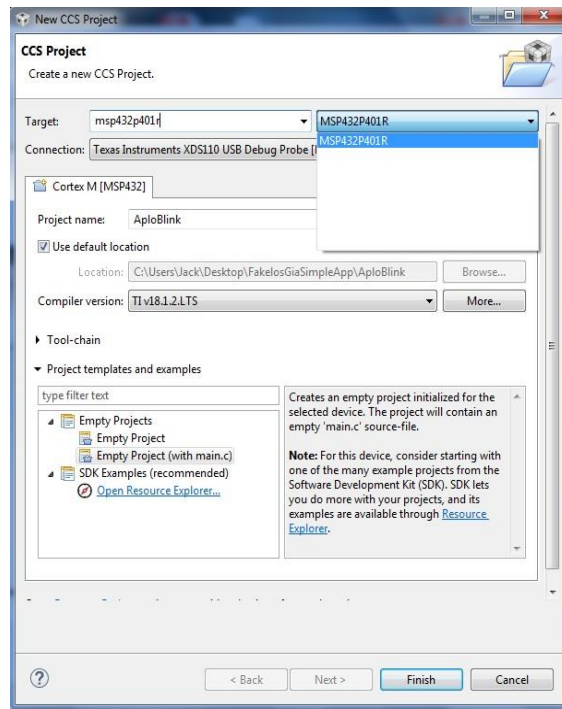 New CCS Project
CCS Project
Create a new CCS Project.
Target: msp432p401r MSP432P401R
MSP432P401R
Connection: Texas Instruments XDS110 USB Debug Probe
Cortex M [MSP432]
Project name: AploBlink
Use default location
Location: C:\Users\Jack\Desktop\FakelosGiaSimpleApp\AploBlink Browse...
Compiler version: TI v18.1.2.LTS More...
Tool-chain
Project templates and examples
type filter text
Empty Projects
Empty Project
Empty Project (with main.c)
SDK Examples (recommended)
Open Resource Explorer...
Creates an empty project initialized for the
selected device. The project will contain an
empty 'main.c' source-file.
Note: For this device, consider starting with
one of the many example projects from the
Software Development Kit (SDK). SDK lets
you do more with your projects, and its
examples are available through Resource
Explorer.
? < Back Next > Finish Cancel